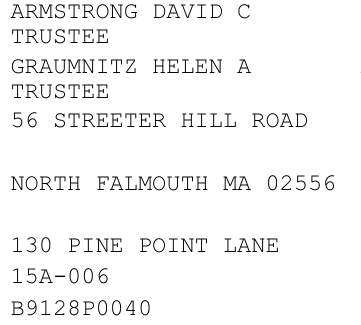 ARMSTRONG DAVID C
TRUSTEE
GRAUMNITZ HELEN A
TRUSTEE
56 STREETER HILL ROAD
NORTH FALMOUTH MA 02556
130 PINE POINT LANE
15A-006
B9128P0040